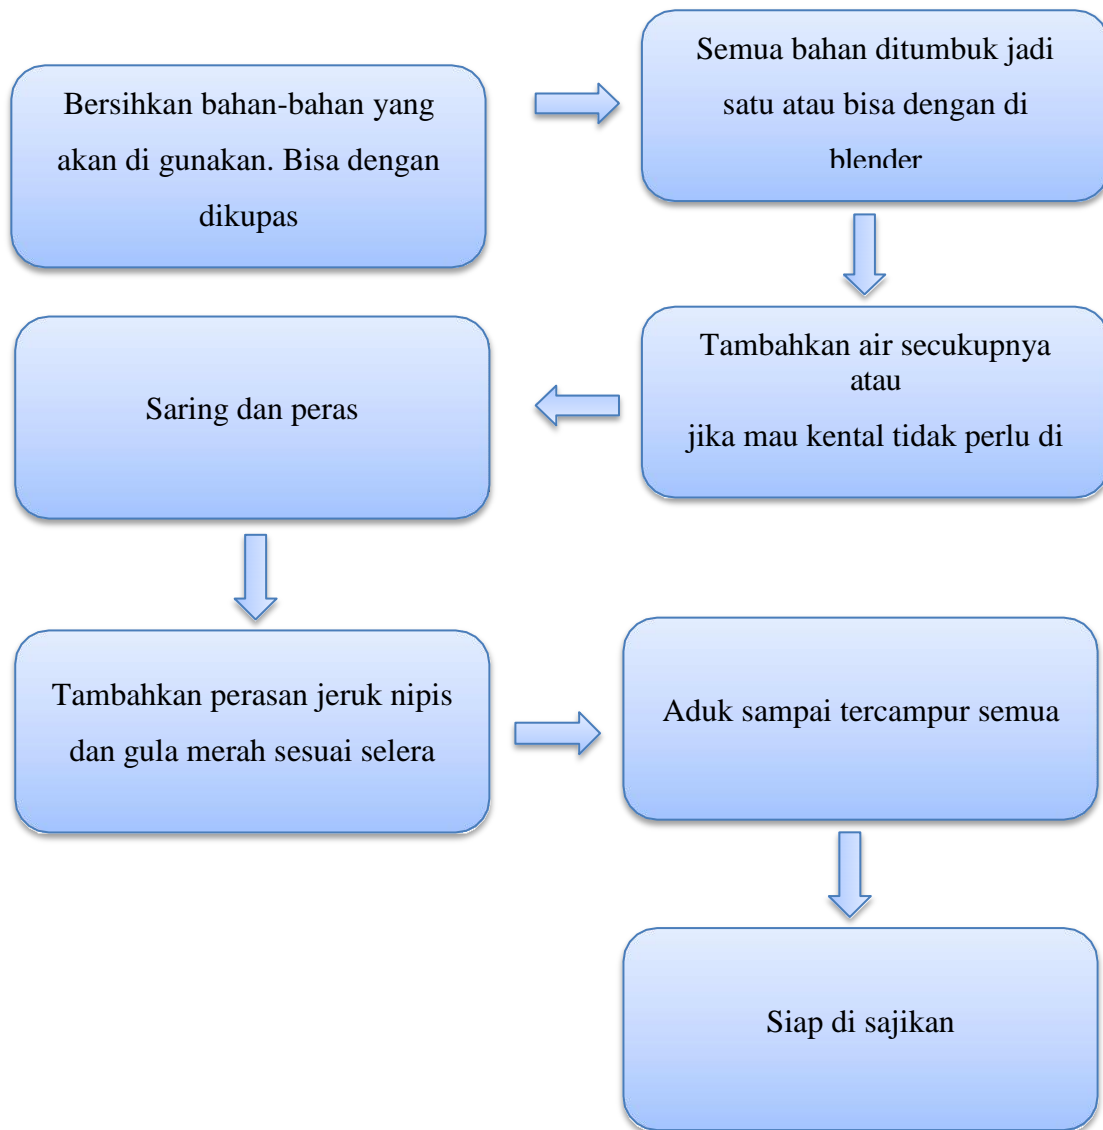 Bersihkan bahan-bahan yang
akan di gunakan. Bisa dengan
dikupas
Semua bahan ditumbuk jadi
satu atau bisa dengan di
blender
Tambahkan air secukupnya
atau
jika mau kental tidak perlu di
Saring dan peras
Tambahkan perasan jeruk nipis
dan gula merah sesuai selera
Aduk sampai tercampur semua
Siap di sajikan